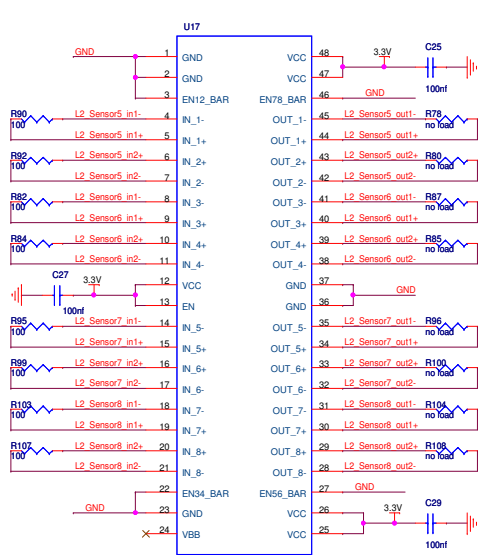 U17
GND 1 GND VCC 48 3.3V C25
2 GND VCC 47 100nf
3 EN12_BAR EN78_BAR 46 GND
R90 100 L2_Sensor5_in1- 4 IN_1- OUT_1- 45 L2_Sensor5_out1- R78 no load
L2_Sensor5_in1+ 5 IN_1+ OUT_1+ 44 L2_Sensor5_out1+
R92 100 L2_Sensor5_in2+ 6 IN_2+ OUT_2+ 43 L2_Sensor5_out2+ R80 no load
L2_Sensor5_in2- 7 IN_2- OUT_2- 42 L2_Sensor5_out2-
R82 100 L2_Sensor6_in1- 8 IN_3- OUT_3- 41 L2_Sensor6_out1- R87 no load
L2_Sensor6_in1+ 9 IN_3+ OUT_3+ 40 L2_Sensor6_out1+
R84 100 L2_Sensor6_in2+ 10 IN_4+ OUT_4+ 39 L2_Sensor6_out2+ R85 no load
L2_Sensor6_in2- 11 IN_4- OUT_4- 38 L2_Sensor6_out2-
C27 3.3V 12 VCC GND 37 GND
100nf 13 EN GND 36
R95 100 L2_Sensor7_in1- 14 IN_5- OUT_5- 35 L2_Sensor7_out1- R96 no load
L2_Sensor7_in1+ 15 IN_5+ OUT_5+ 34 L2_Sensor7_out1+
R99 100 L2_Sensor7_in2+ 16 IN_6+ OUT_6+ 33 L2_Sensor7_out2+ R100 no load
L2_Sensor7_in2- 17 IN_6- OUT_6- 32 L2_Sensor7_out2-
R103 100 L2_Sensor8_in1- 18 IN_7- OUT_7- 31 L2_Sensor8_out1- R104 no load
L2_Sensor8_in1+ 19 IN_7+ OUT_7+ 30 L2_Sensor8_out1+
R107 100 L2_Sensor8_in2+ 20 IN_8+ OUT_8+ 29 L2_Sensor8_out2+ R108 no load
L2_Sensor8_in2- 21 IN_8- OUT_8- 28 L2_Sensor8_out2-
22 EN34_BAR EN56_BAR 27 GND
GND 23 GND VCC 26 3.3V C29
24 VBB VCC 25 100nf